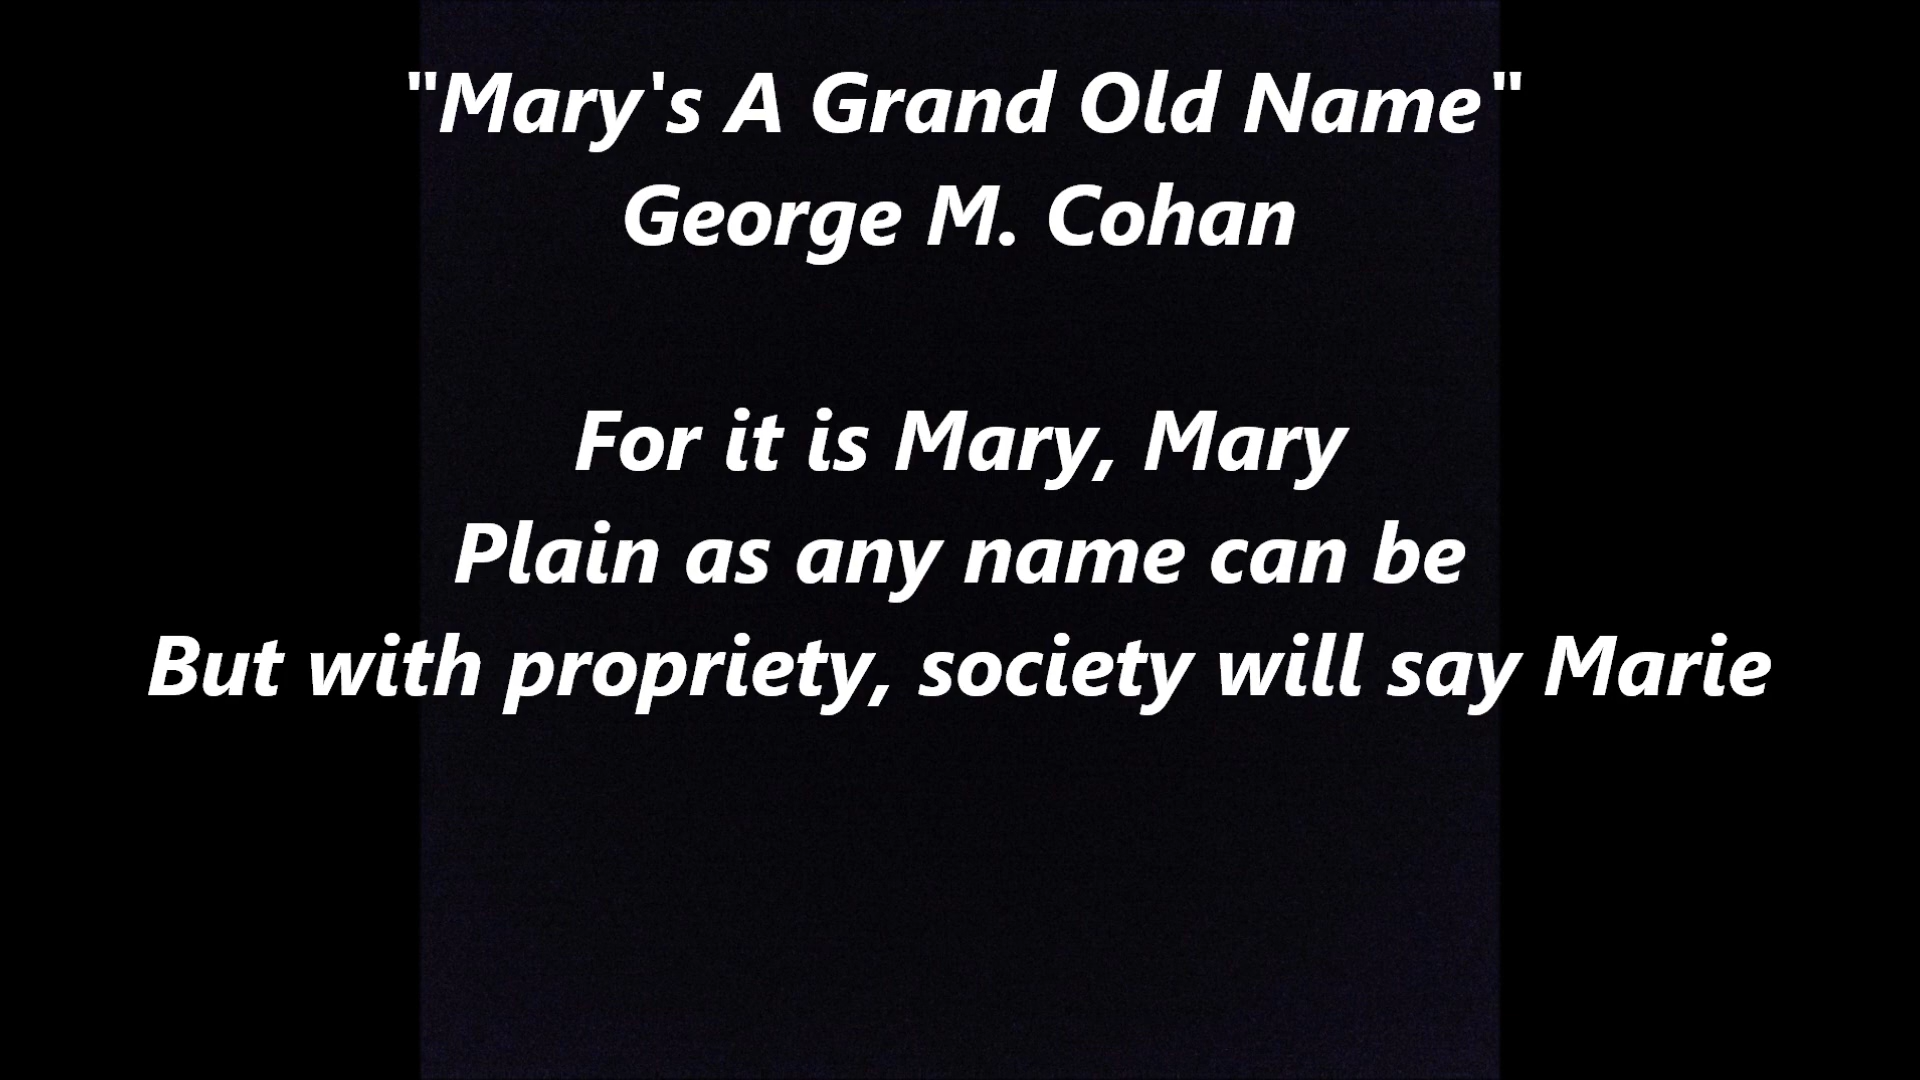 "Mary's A Grand Old Name"
George M. Cohan
For it is Mary, Mary
Plain as any name can be
But with propriety, society will say Marie